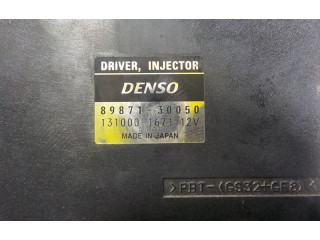 DRIVER, INJECTOR
DENSO
89871-30050
131000-1671 12V
MADE IN JAPAN
>PBT-(GS32+GF8)<